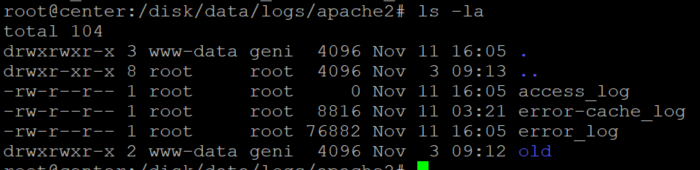 root@center:/disk/data/logs/apache2# ls -la
total 104
drwxrwxr-x 3 www-data geni  4096 Nov 11 16:05 .
drwxr-xr-x 8 root     root  4096 Nov  3 09:13 ..
-rw-r--r-- 1 root     root     0 Nov 11 16:05 access_log
-rw-r--r-- 1 root     root  8816 Nov 11 03:21 error-cache_log
-rw-r--r-- 1 root     root 76882 Nov 11 16:05 error_log
drwxrwsr-x 2 www-data geni  4096 Nov  3 09:12 old
root@center:/disk/data/logs/apache2#